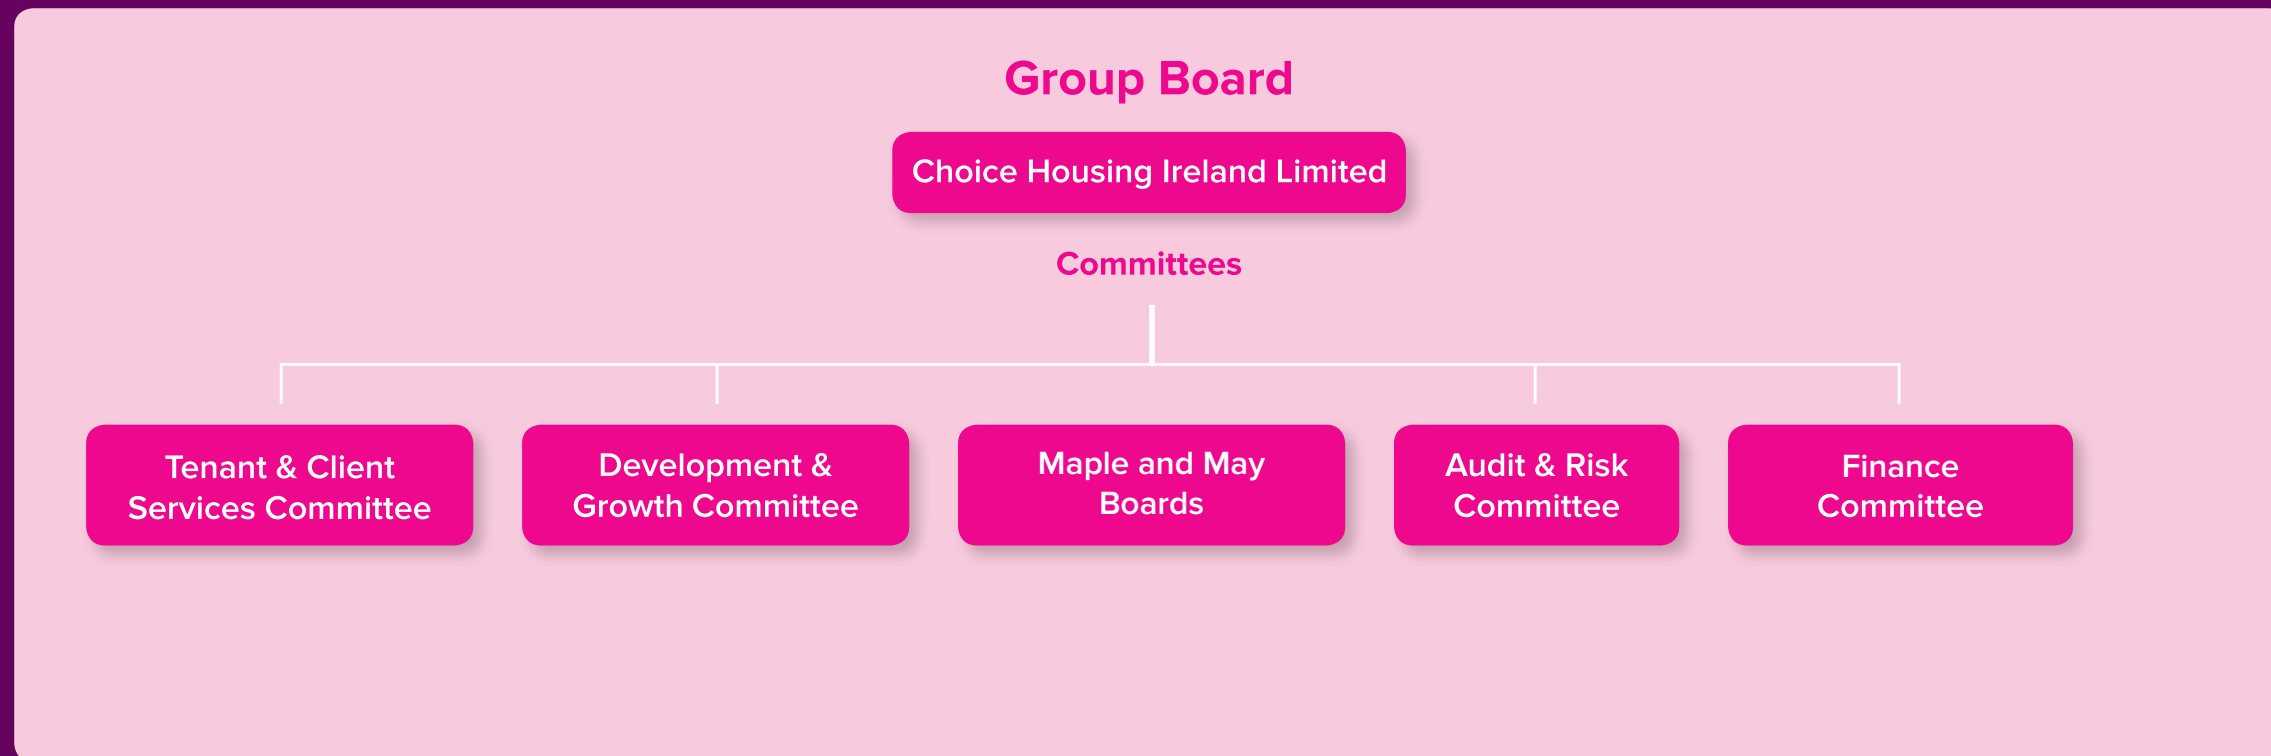 Group Board
Choice Housing Ireland Limited
Committees
Tenant & Client
Services Committee
Development &
Growth Committee
Maple and May
Boards
Audit & Risk
Committee
Finance
Committee